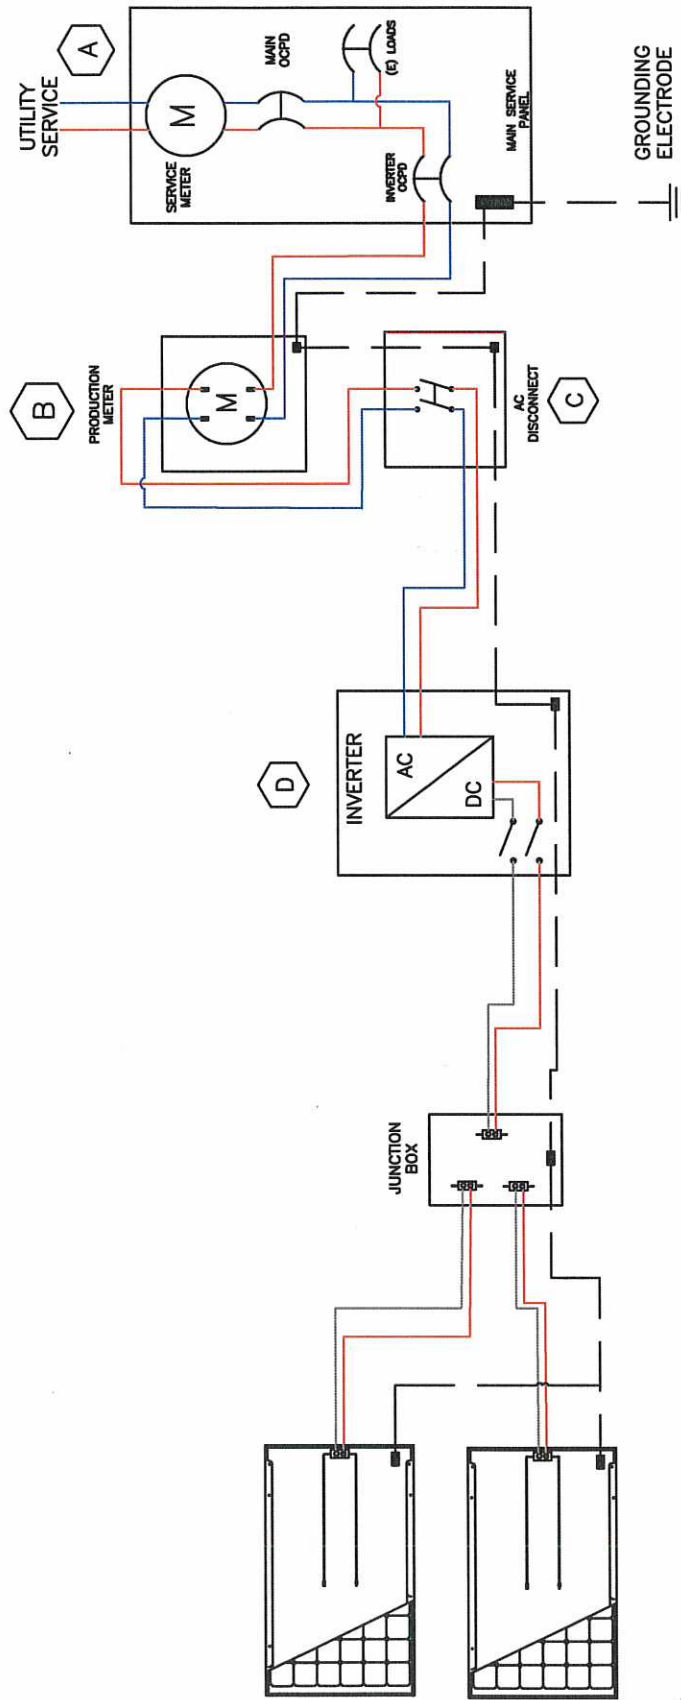 UTILITY
SERVICE
A
M
SERVICE
METER
MAIN
OCPD
(E) LOADS
INVERTER
OCPD
MAIN SERVICE
PANEL
GROUNDING
ELECTRODE
B
PRODUCTION
METER
M
AC
DISCONNECT
C
D
INVERTER
AC
DC
JUNCTION
BOX